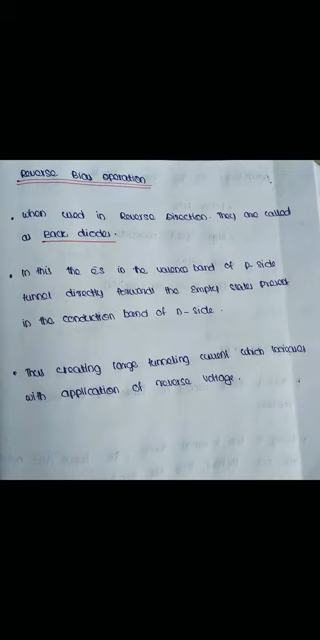 Reverse Bias operation
• When used in Reverse Direction. They are called
as Back diodes.
• In this the e⁻s in the valence band of p-side
tunnel directly towards the Empty states present
in the conduction band of n-side.
• Thus creating large tunneling current which increases
with application of reverse voltage.